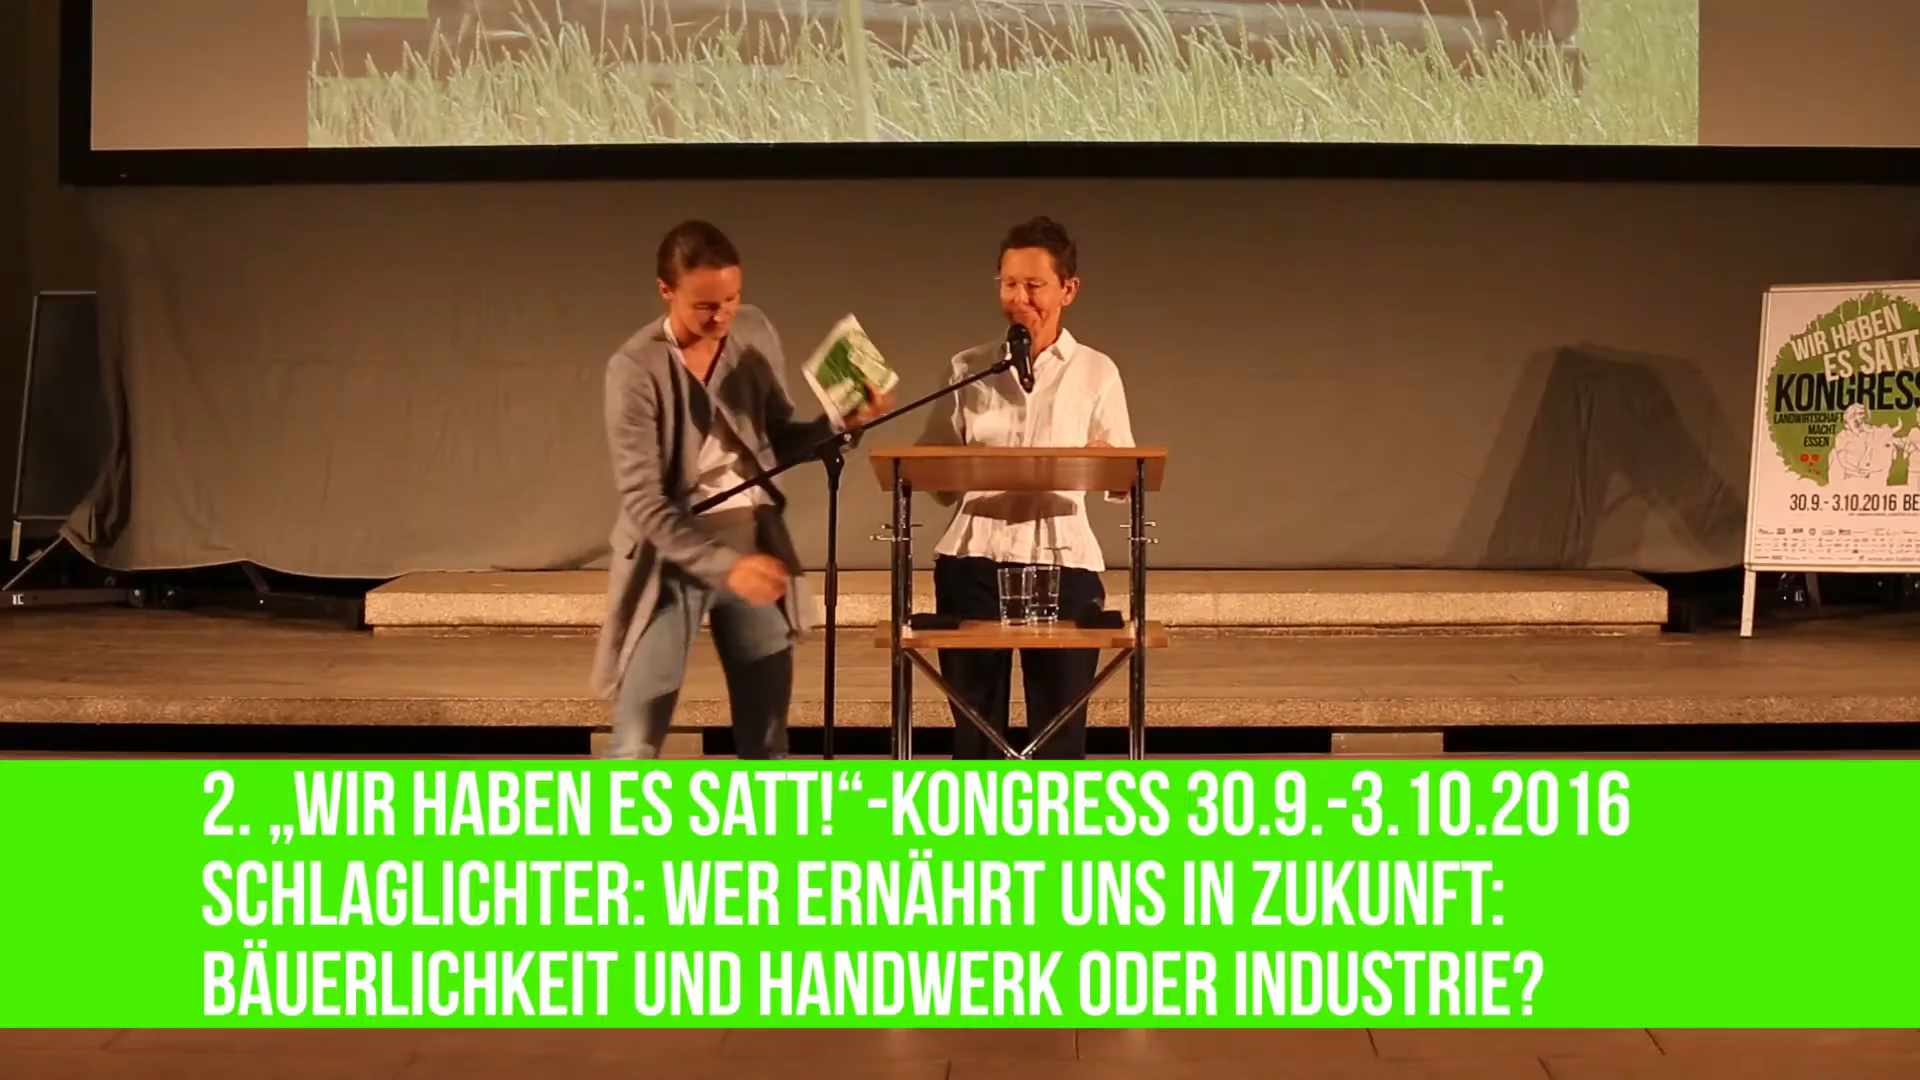 WIR HABEN
ES SATT
KONGRESS
LANDWIRTSCHAFT
MACHT
ESSEN
30.9.- 3.10.2016 BE
2. „WIR HABEN ES SATT!“-KONGRESS 30.9.-3.10.2016
SCHLAGLICHTER: WER ERNÄHRT UNS IN ZUKUNFT:
BÄUERLICHKEIT UND HANDWERK ODER INDUSTRIE?